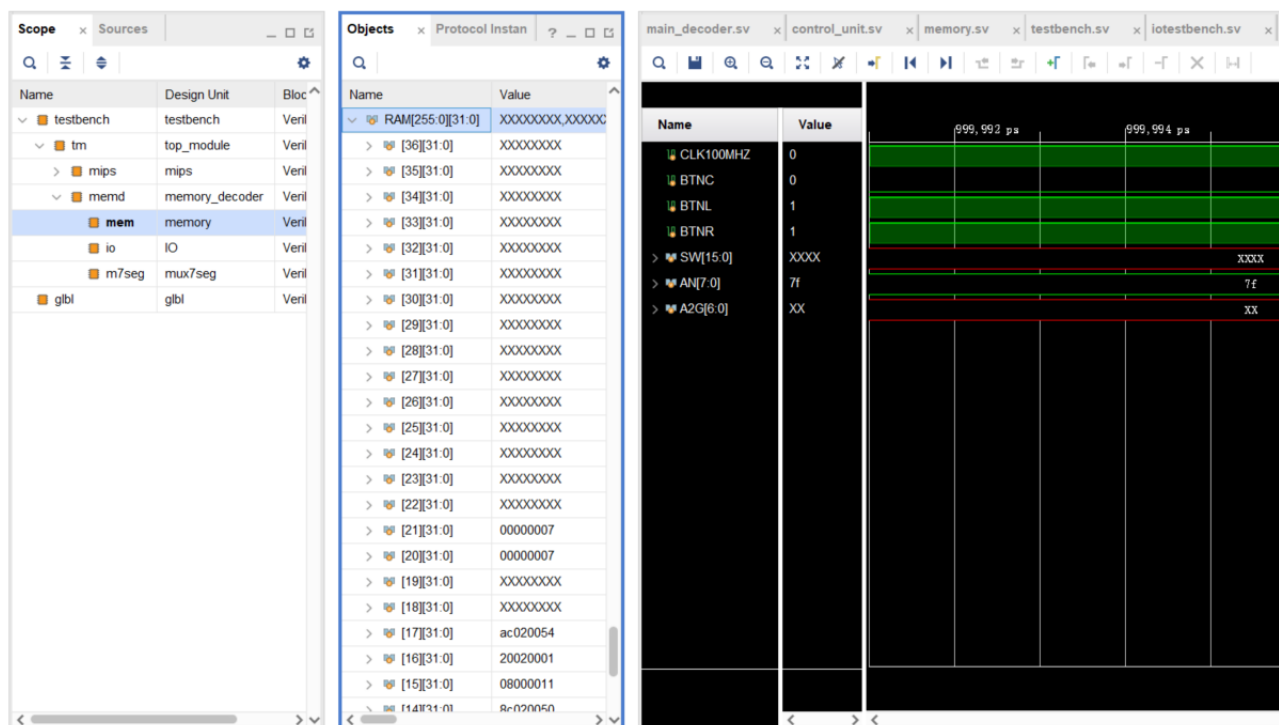 Scope × Sources
Name Design Unit Bloc
testbench testbench Veril
tm top_module Veril
mips mips Veril
memd memory_decoder Veril
mem memory Veril
io IO Veril
m7seg mux7seg Veril
glbl glbl Veril
Objects × Protocol Instan ?
Name Value
RAM[255:0][31:0] XXXXXXXX,XXXXXX
[36][31:0] XXXXXXXX
[35][31:0] XXXXXXXX
[34][31:0] XXXXXXXX
[33][31:0] XXXXXXXX
[32][31:0] XXXXXXXX
[31][31:0] XXXXXXXX
[30][31:0] XXXXXXXX
[29][31:0] XXXXXXXX
[28][31:0] XXXXXXXX
[27][31:0] XXXXXXXX
[26][31:0] XXXXXXXX
[25][31:0] XXXXXXXX
[24][31:0] XXXXXXXX
[23][31:0] XXXXXXXX
[22][31:0] XXXXXXXX
[21][31:0] 00000007
[20][31:0] 00000007
[19][31:0] XXXXXXXX
[18][31:0] XXXXXXXX
[17][31:0] ac020054
[16][31:0] 20020001
[15][31:0] 08000011
[14][31:0] 8c020050
main_decoder.sv × control_unit.sv × memory.sv × testbench.sv × iotestbench.sv ×
Name Value
999,992 ps 999,994 ps
CLK100MHZ 0
BTNC 0
BTNL 1
BTNR 1
SW[15:0] XXXX XXXX
AN[7:0] 7f 7f
A2G[6:0] XX XX